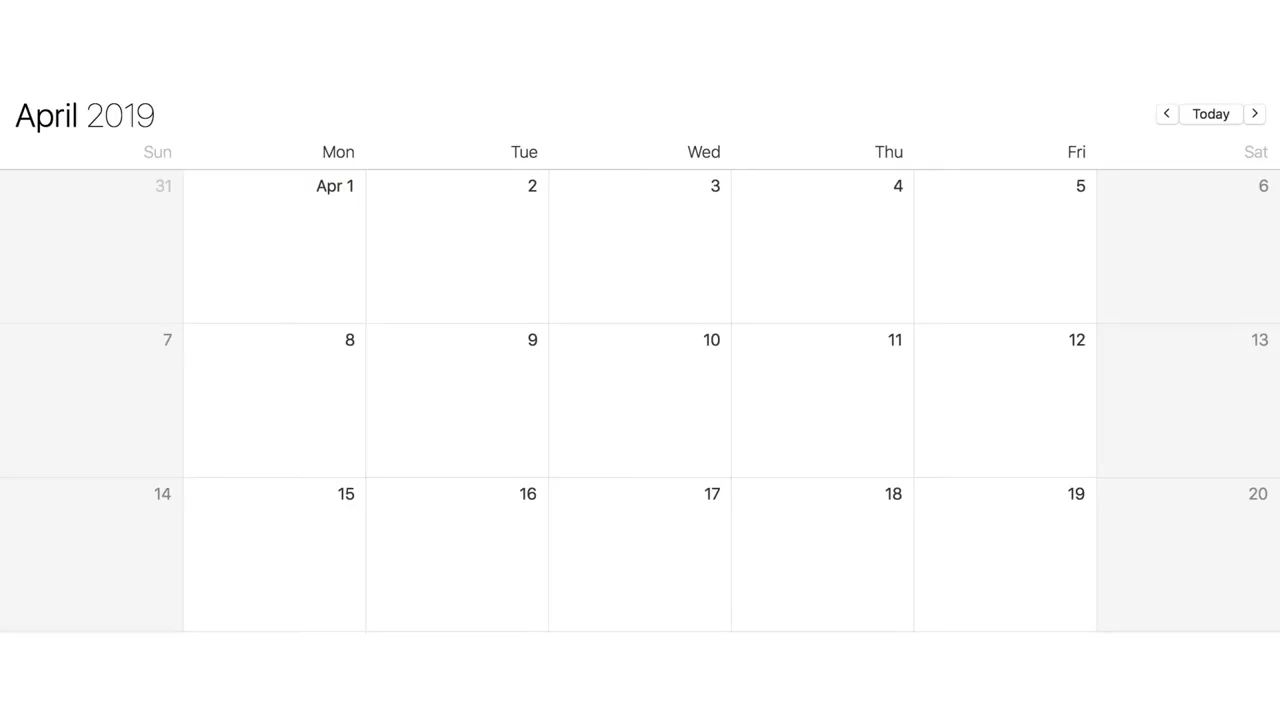 April 2019
< Today >
Sun Mon Tue Wed Thu Fri Sat
31 Apr 1 2 3 4 5 6
7 8 9 10 11 12 13
14 15 16 17 18 19 20